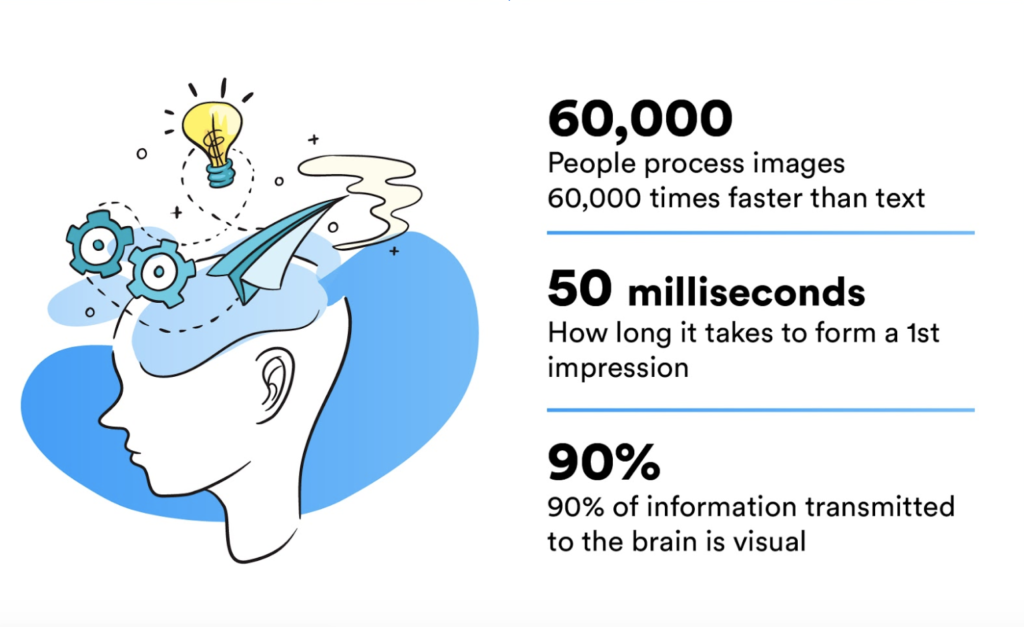 60,000
People process images
60,000 times faster than text
50 milliseconds
How long it takes to form a 1st
impression
90%
90% of information transmitted
to the brain is visual